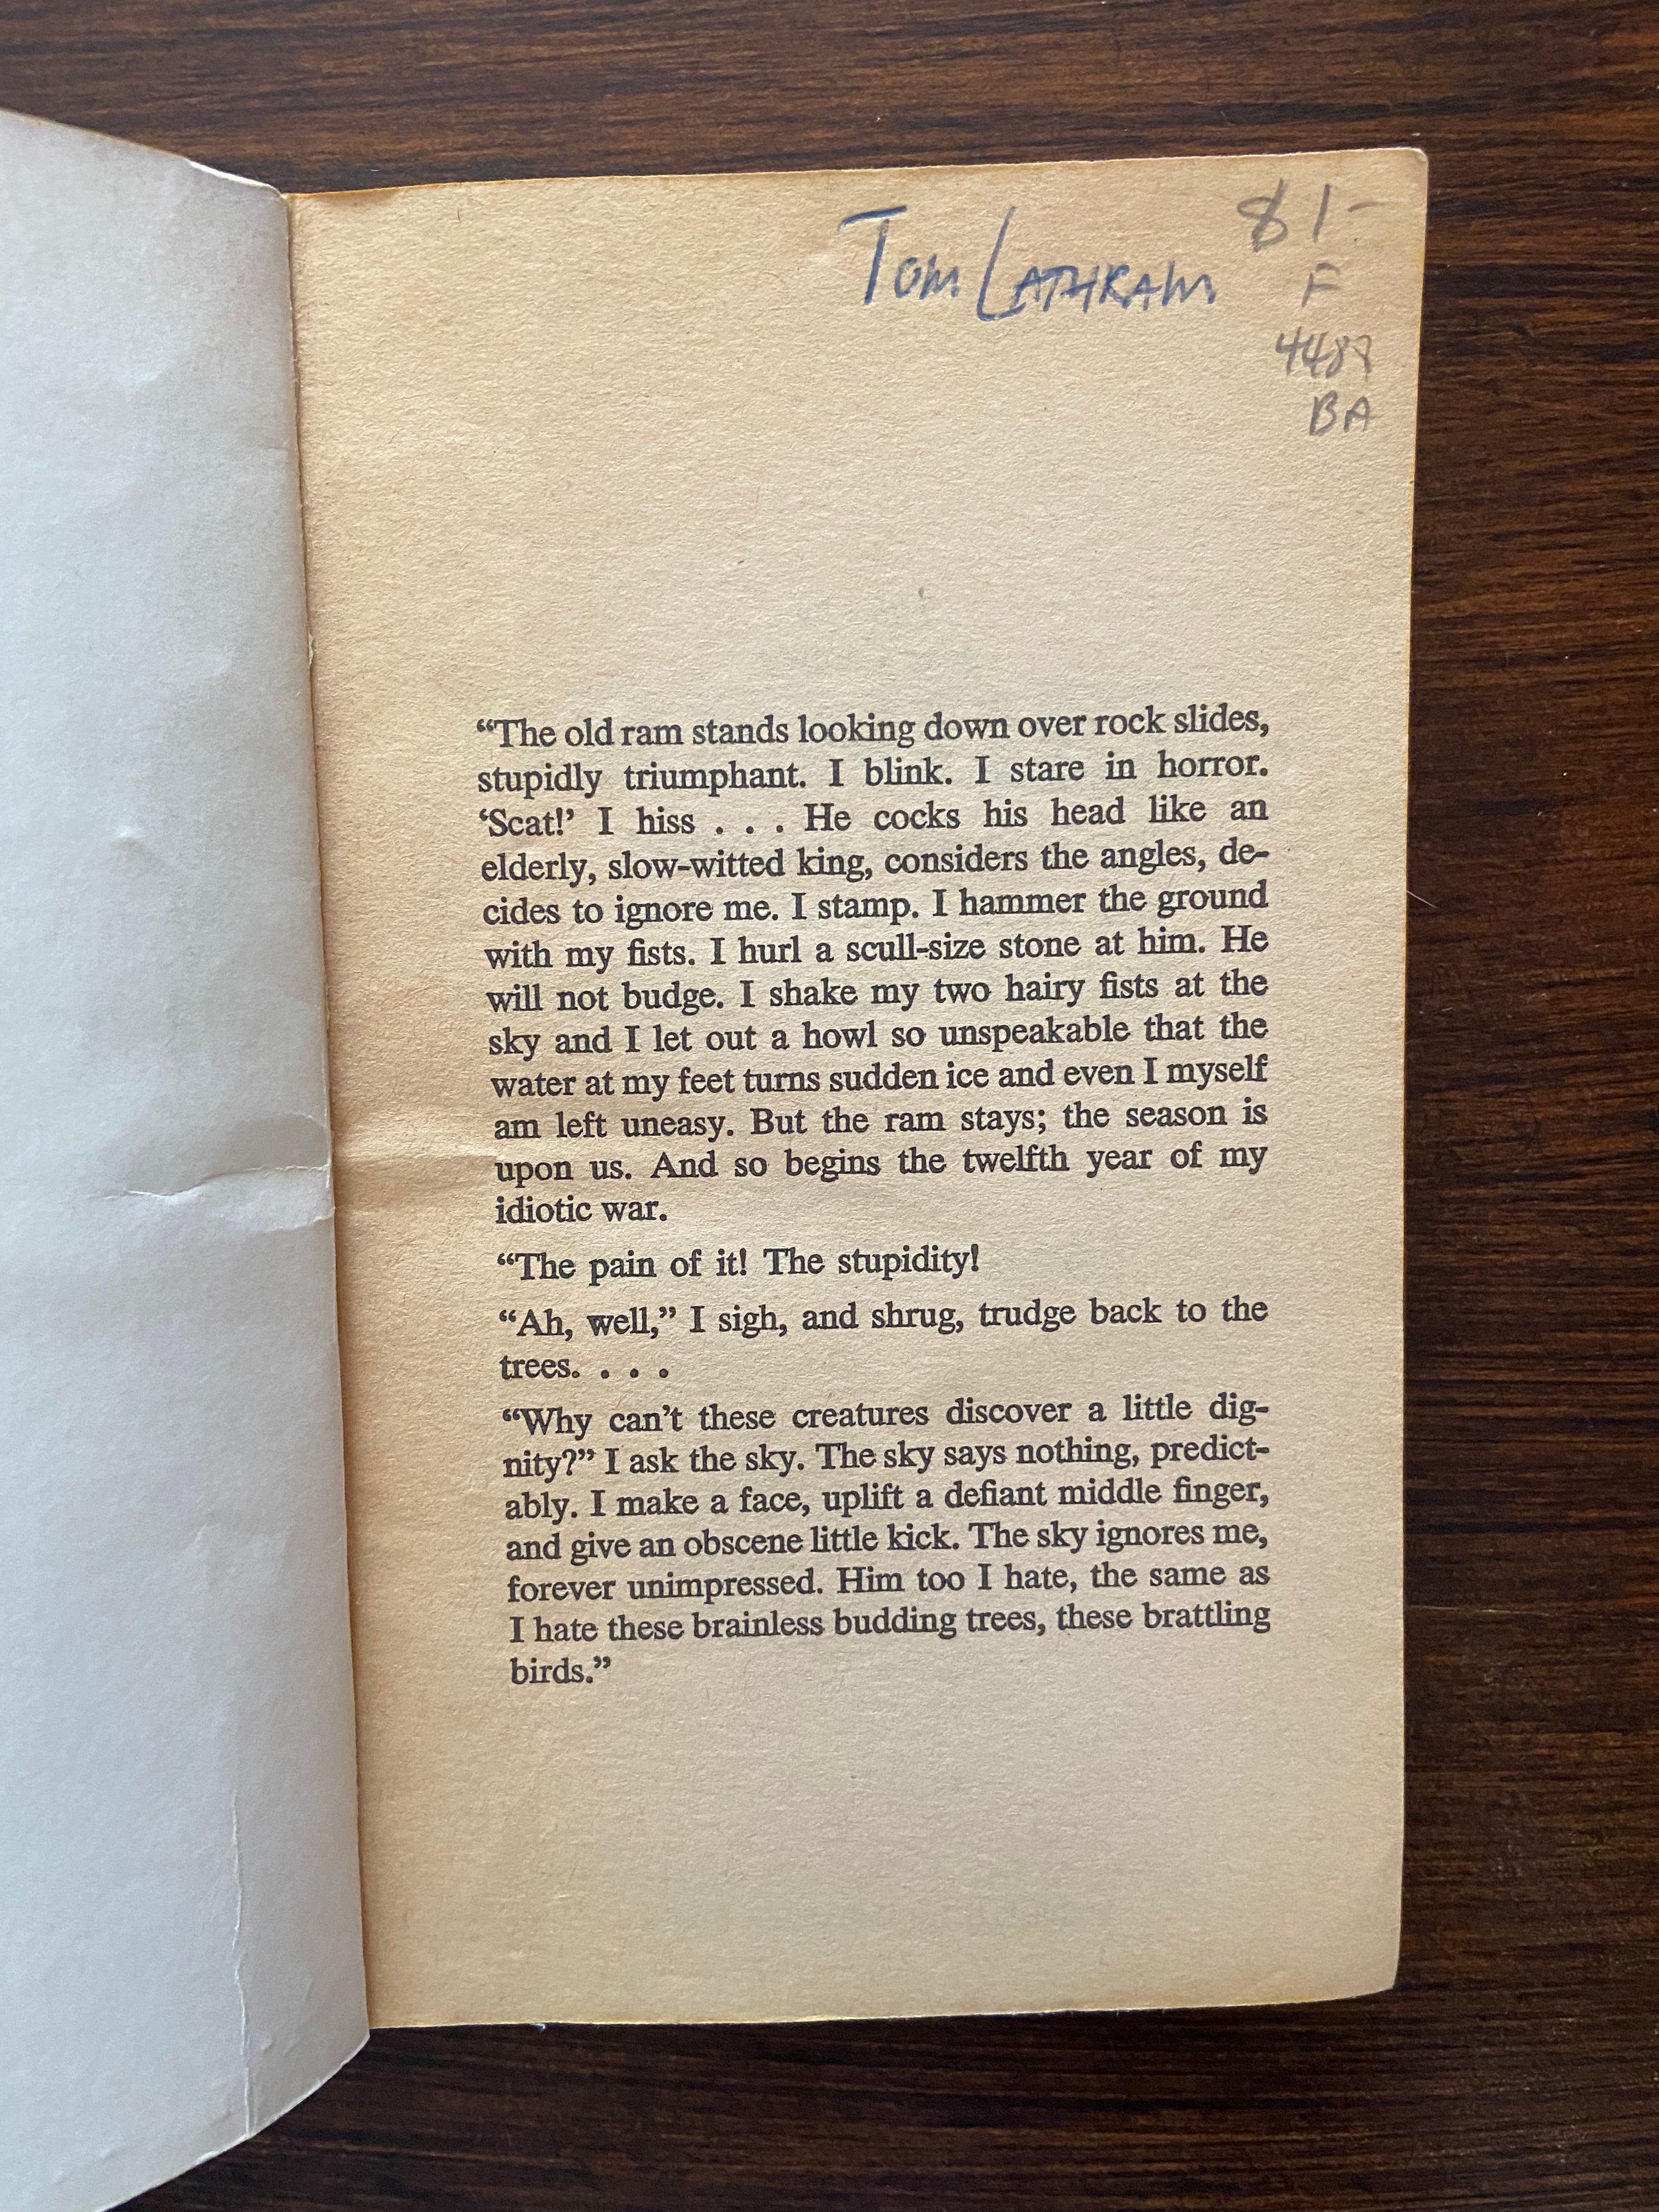 Tom LATHRAM
81-
F
448
BA
“The old ram stands looking down over rock slides,
stupidly triumphant. I blink. I stare in horror.
‘Scat!’ I hiss . . . He cocks his head like an
elderly, slow-witted king, considers the angles, de-
cides to ignore me. I stamp. I hammer the ground
with my fists. I hurl a scull-size stone at him. He
will not budge. I shake my two hairy fists at the
sky and I let out a howl so unspeakable that the
water at my feet turns sudden ice and even I myself
am left uneasy. But the ram stays; the season is
upon us. And so begins the twelfth year of my
idiotic war.
“The pain of it! The stupidity!
“Ah, well,” I sigh, and shrug, trudge back to the
trees. . . .
“Why can’t these creatures discover a little dig-
nity?” I ask the sky. The sky says nothing, predict-
ably. I make a face, uplift a defiant middle finger,
and give an obscene little kick. The sky ignores me,
forever unimpressed. Him too I hate, the same as
I hate these brainless budding trees, these brattling
birds.”